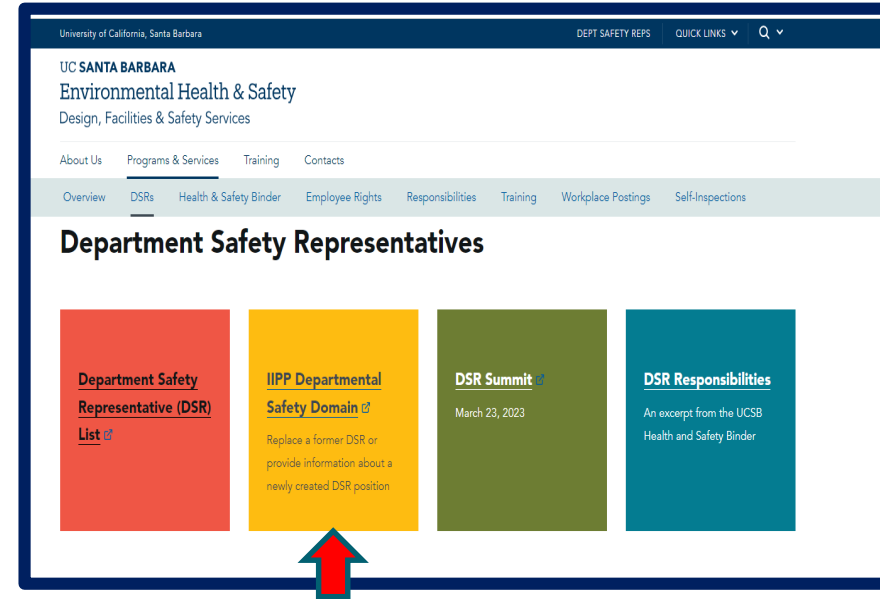 University of California, Santa Barbara
DEPT SAFETY REPS
QUICK LINKS
UC SANTA BARBARA
Environmental Health & Safety
Design, Facilities & Safety Services
About Us
Programs & Services
Training
Contacts
Overview
DSRs
Health & Safety Binder
Employee Rights
Responsibilities
Training
Workplace Postings
Self-Inspections
Department Safety Representatives
Department Safety
Representative (DSR)
List
IIPP Departmental
Safety Domain
Replace a former DSR or
provide information about a
newly created DSR position
DSR Summit
March 23, 2023
DSR Responsibilities
An excerpt from the UCSB
Health and Safety Binder